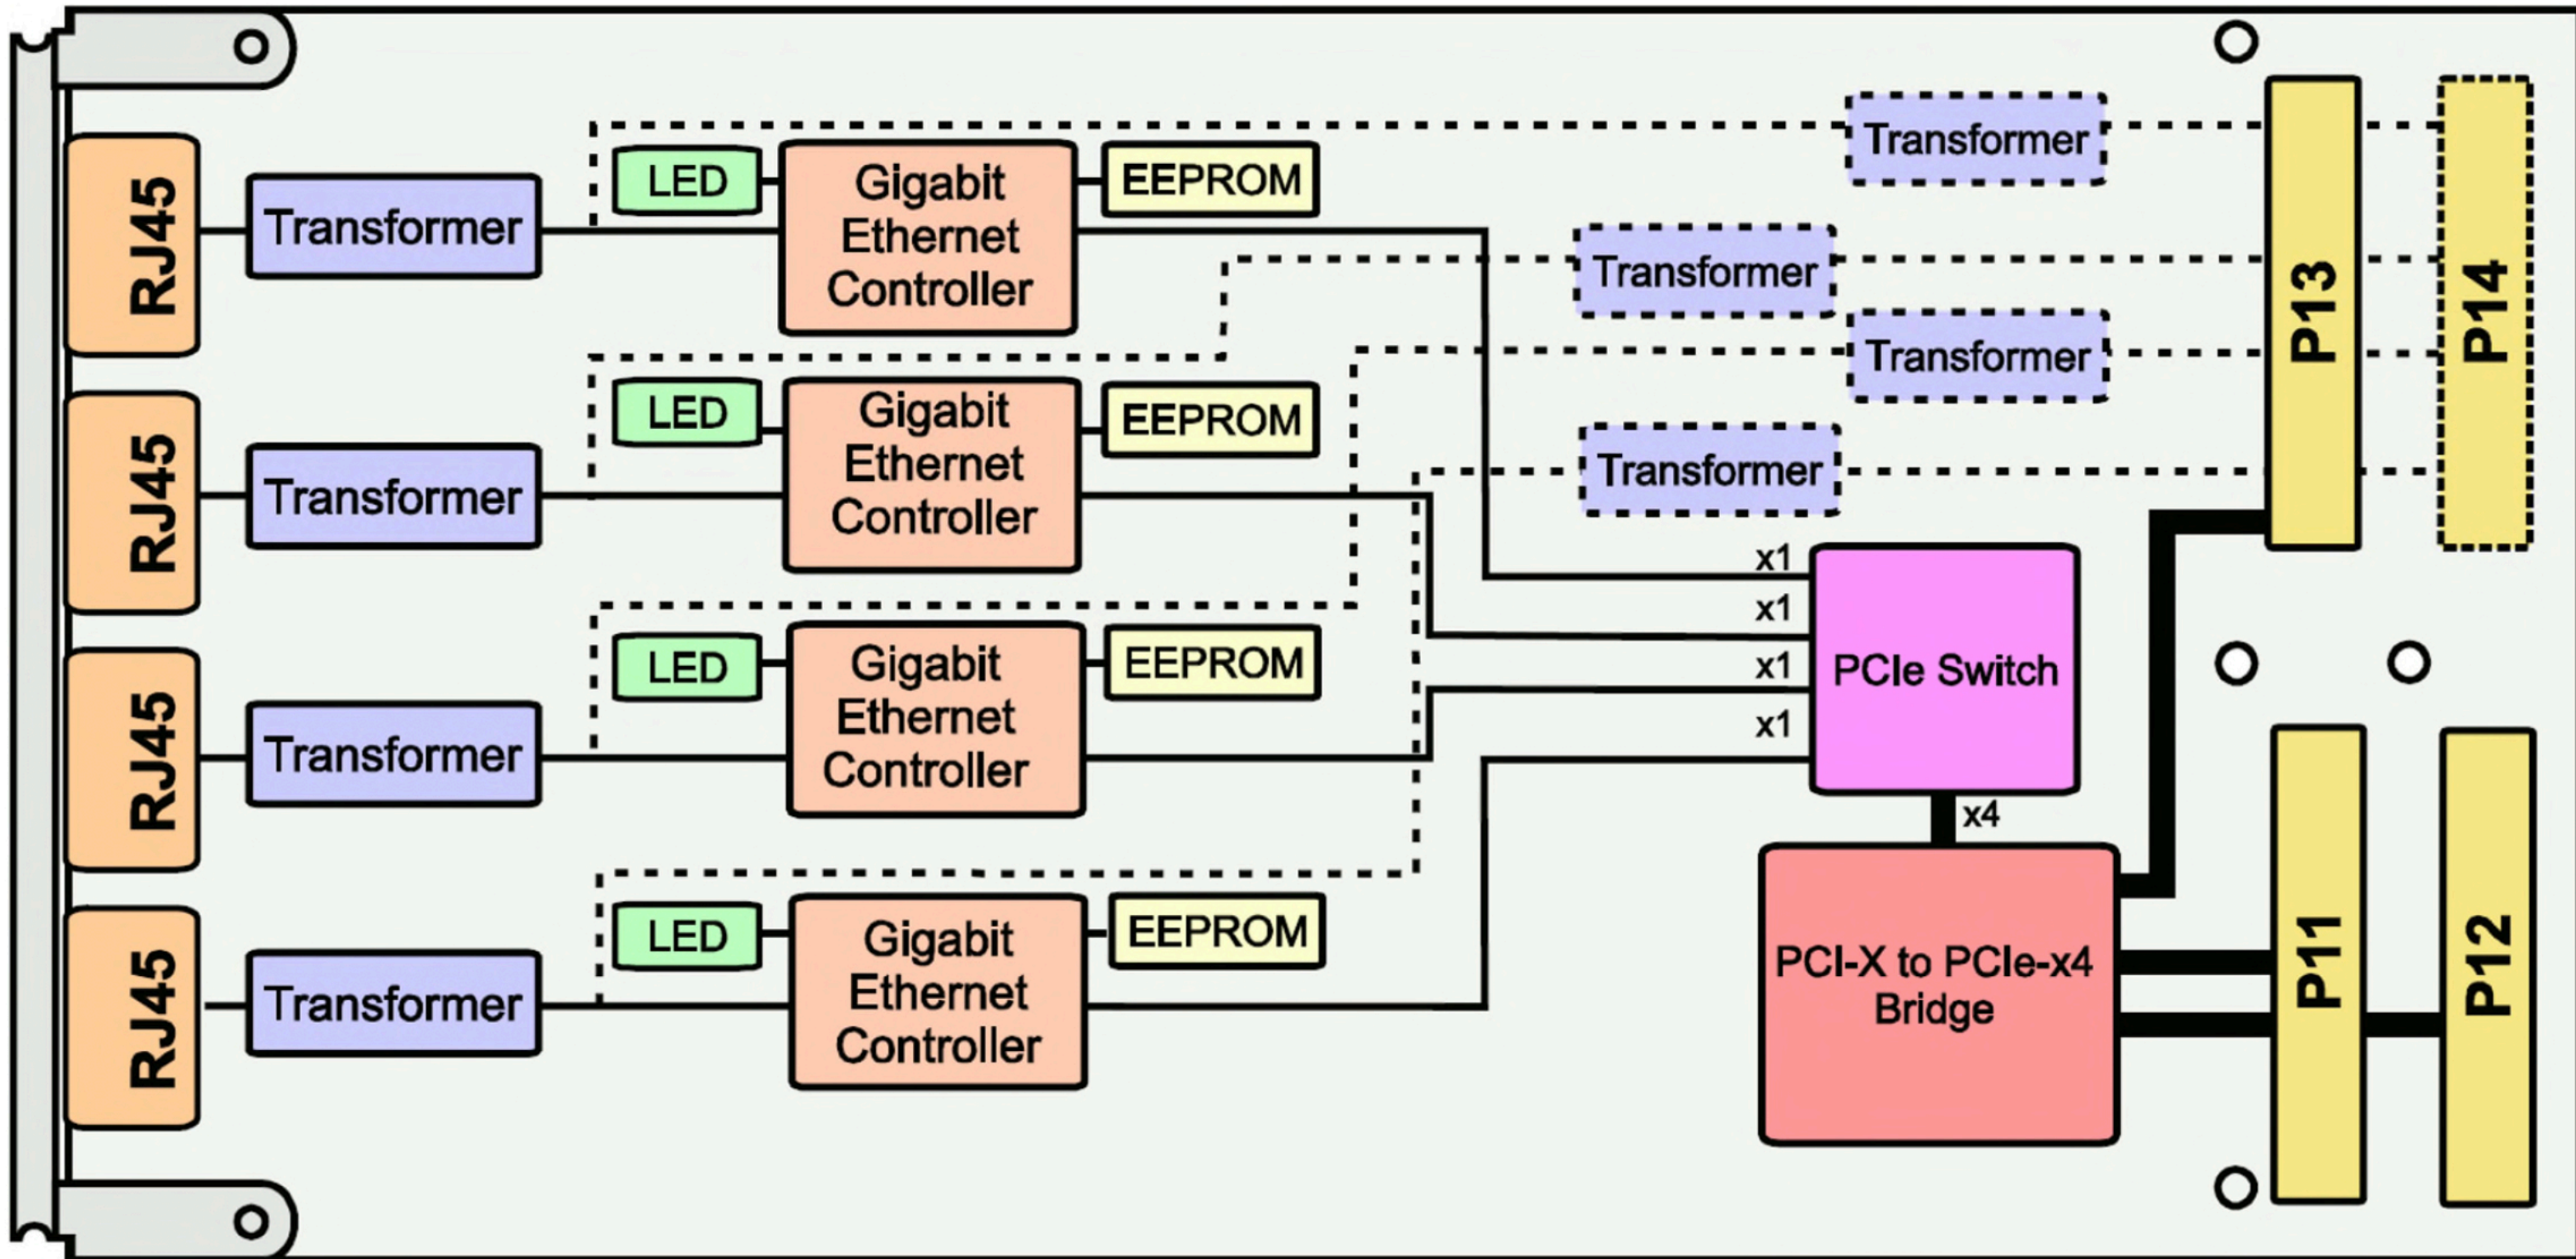 RJ45
Transformer
LED
Gigabit
Ethernet
Controller
EEPROM
Transformer
P13
P14
Transformer
Transformer
Transformer
RJ45
Transformer
LED
Gigabit
Ethernet
Controller
EEPROM
x1
x1
x1
x1
PCIe Switch
x4
RJ45
Transformer
LED
Gigabit
Ethernet
Controller
EEPROM
RJ45
Transformer
LED
Gigabit
Ethernet
Controller
EEPROM
PCI-X to PCIe-x4
Bridge
P11
P12